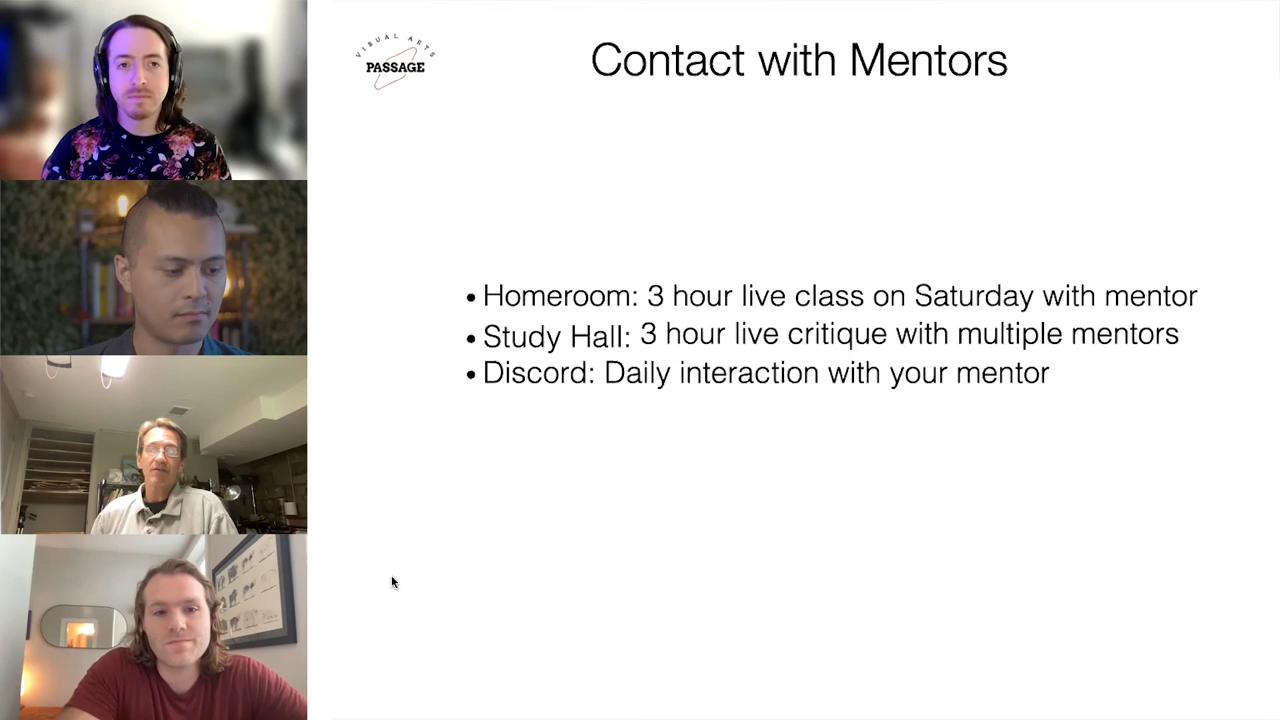 VISUAL ARTS
PASSAGE
Contact with Mentors
• Homeroom: 3 hour live class on Saturday with mentor
• Study Hall: 3 hour live critique with multiple mentors
• Discord: Daily interaction with your mentor